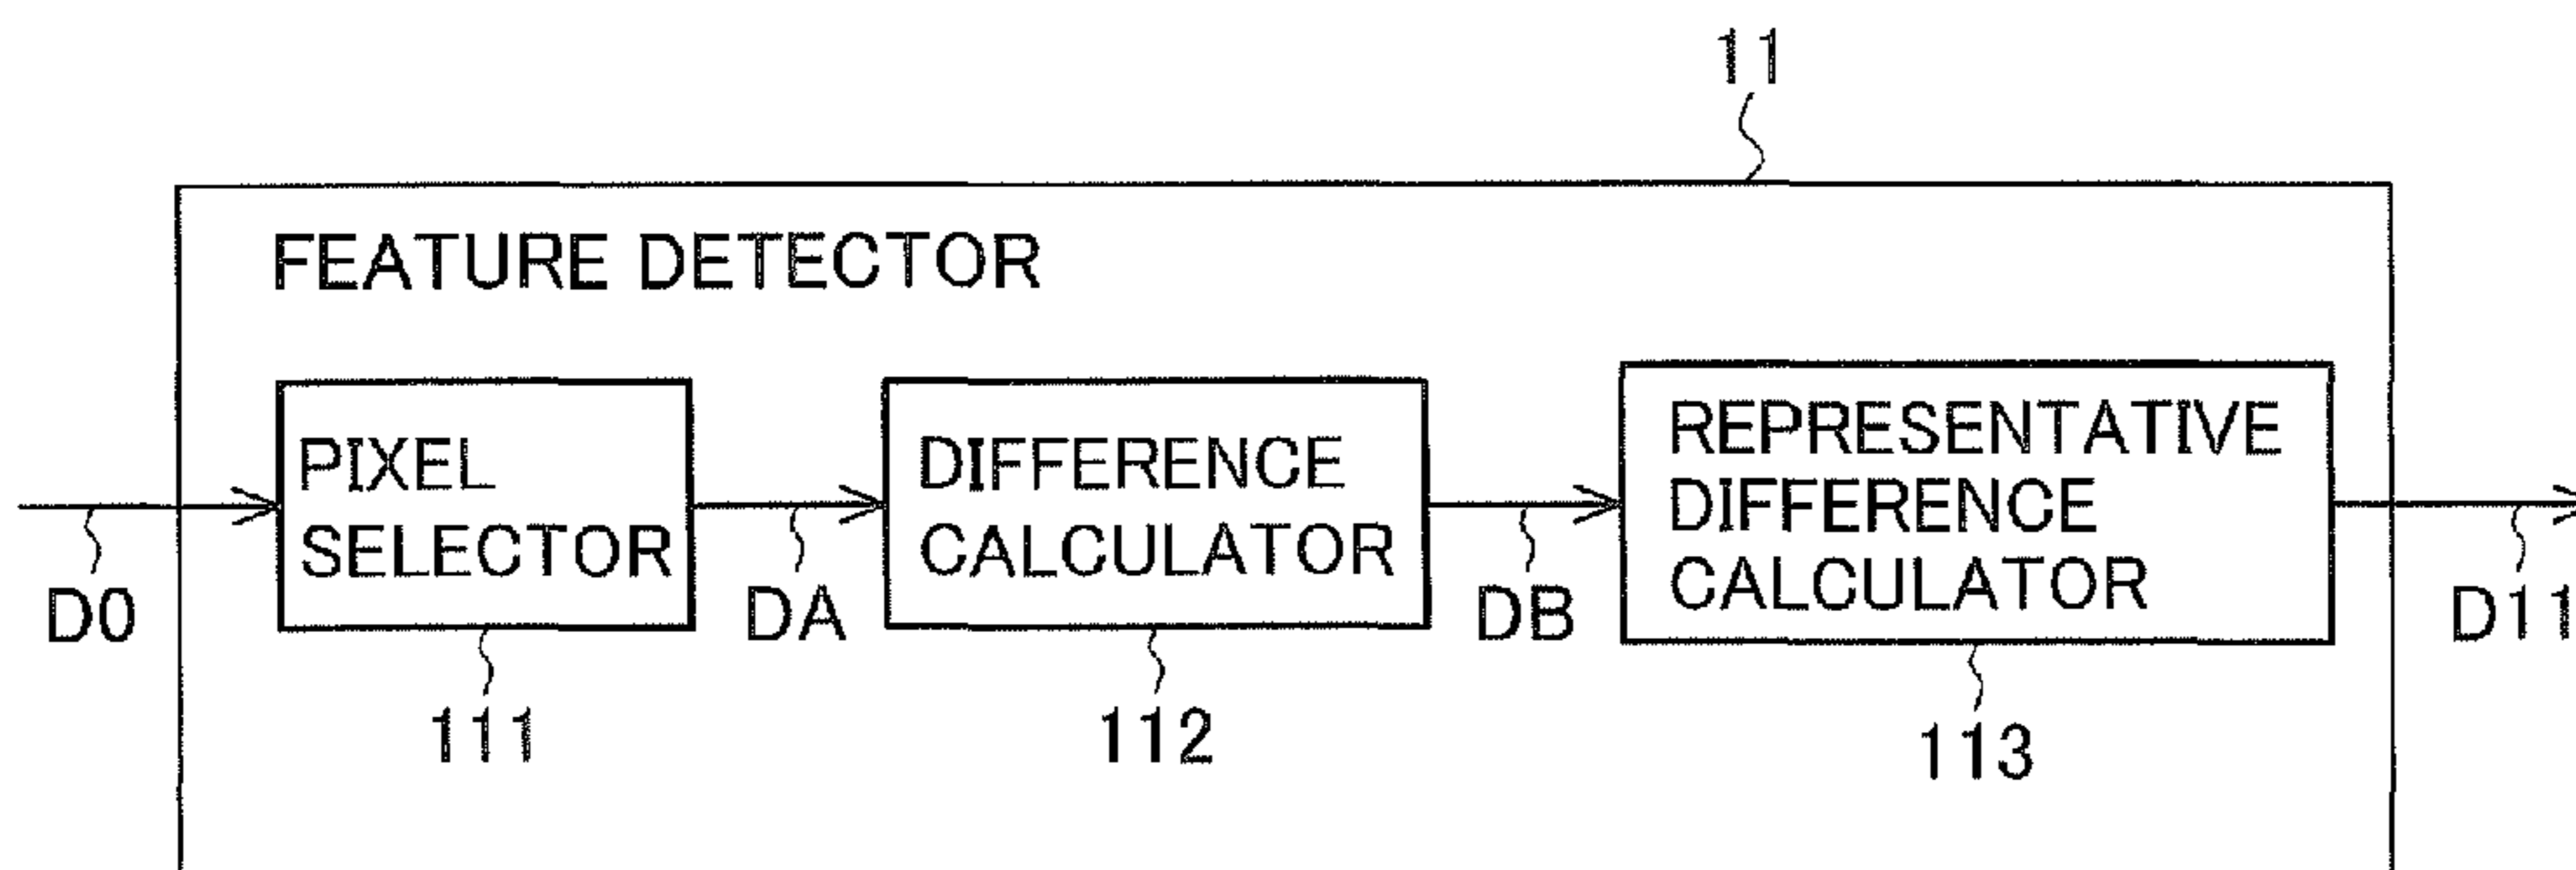 11
FEATURE DETECTOR
PIXEL
SELECTOR
DIFFERENCE
CALCULATOR
REPRESENTATIVE
DIFFERENCE
CALCULATOR
D0
DA
DB
D11
111
112
113